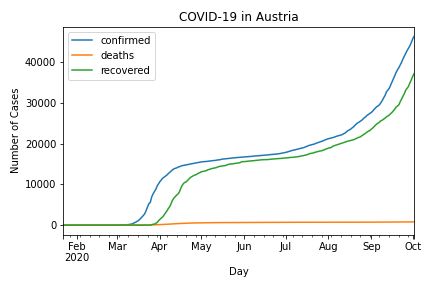 COVID-19 in Austria
confirmed
deaths
recovered
Number of Cases
40000
30000
20000
10000
0
Feb Mar Apr May Jun Jul Aug Sep Oct
2020
Day